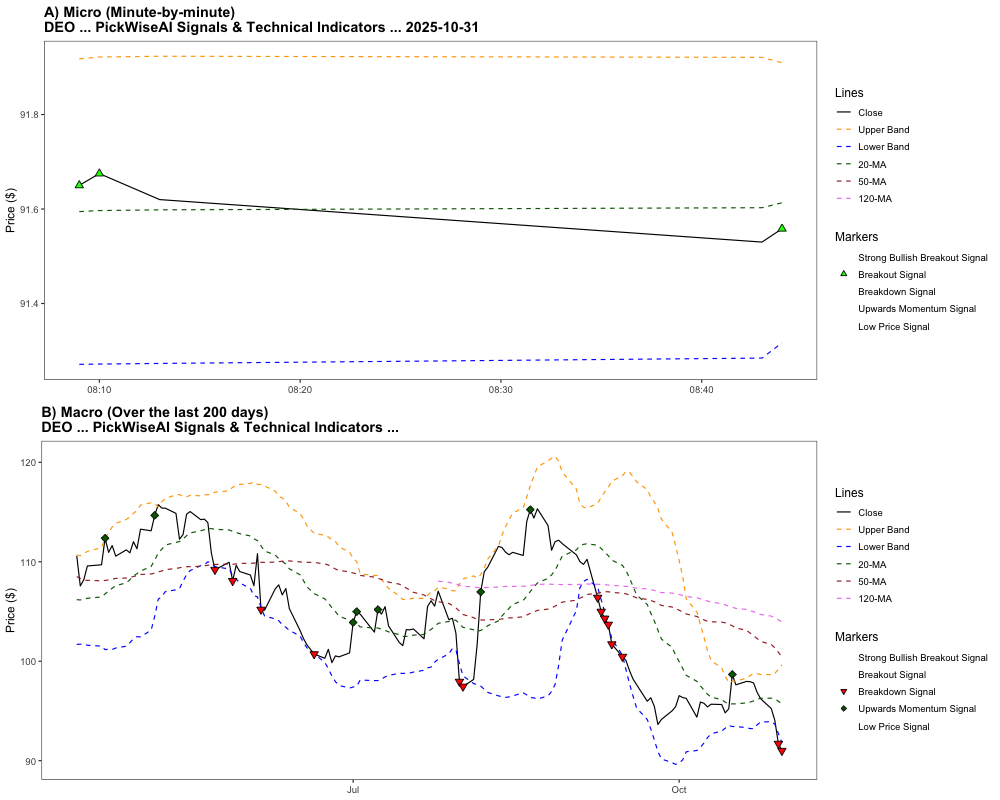 A) Micro (Minute-by-minute)
DEO ... PickWiseAI Signals & Technical Indicators ... 2025-10-31
Price ($)
91.8
91.6
91.4
08:10
08:20
08:30
08:40
Lines
Close
Upper Band
Lower Band
20-MA
50-MA
120-MA
Markers
Strong Bullish Breakout Signal
Breakout Signal
Breakdown Signal
Upwards Momentum Signal
Low Price Signal
B) Macro (Over the last 200 days)
DEO ... PickWiseAI Signals & Technical Indicators ...
Price ($)
120
110
100
90
Jul
Oct
Lines
Close
Upper Band
Lower Band
20-MA
50-MA
120-MA
Markers
Strong Bullish Breakout Signal
Breakout Signal
Breakdown Signal
Upwards Momentum Signal
Low Price Signal